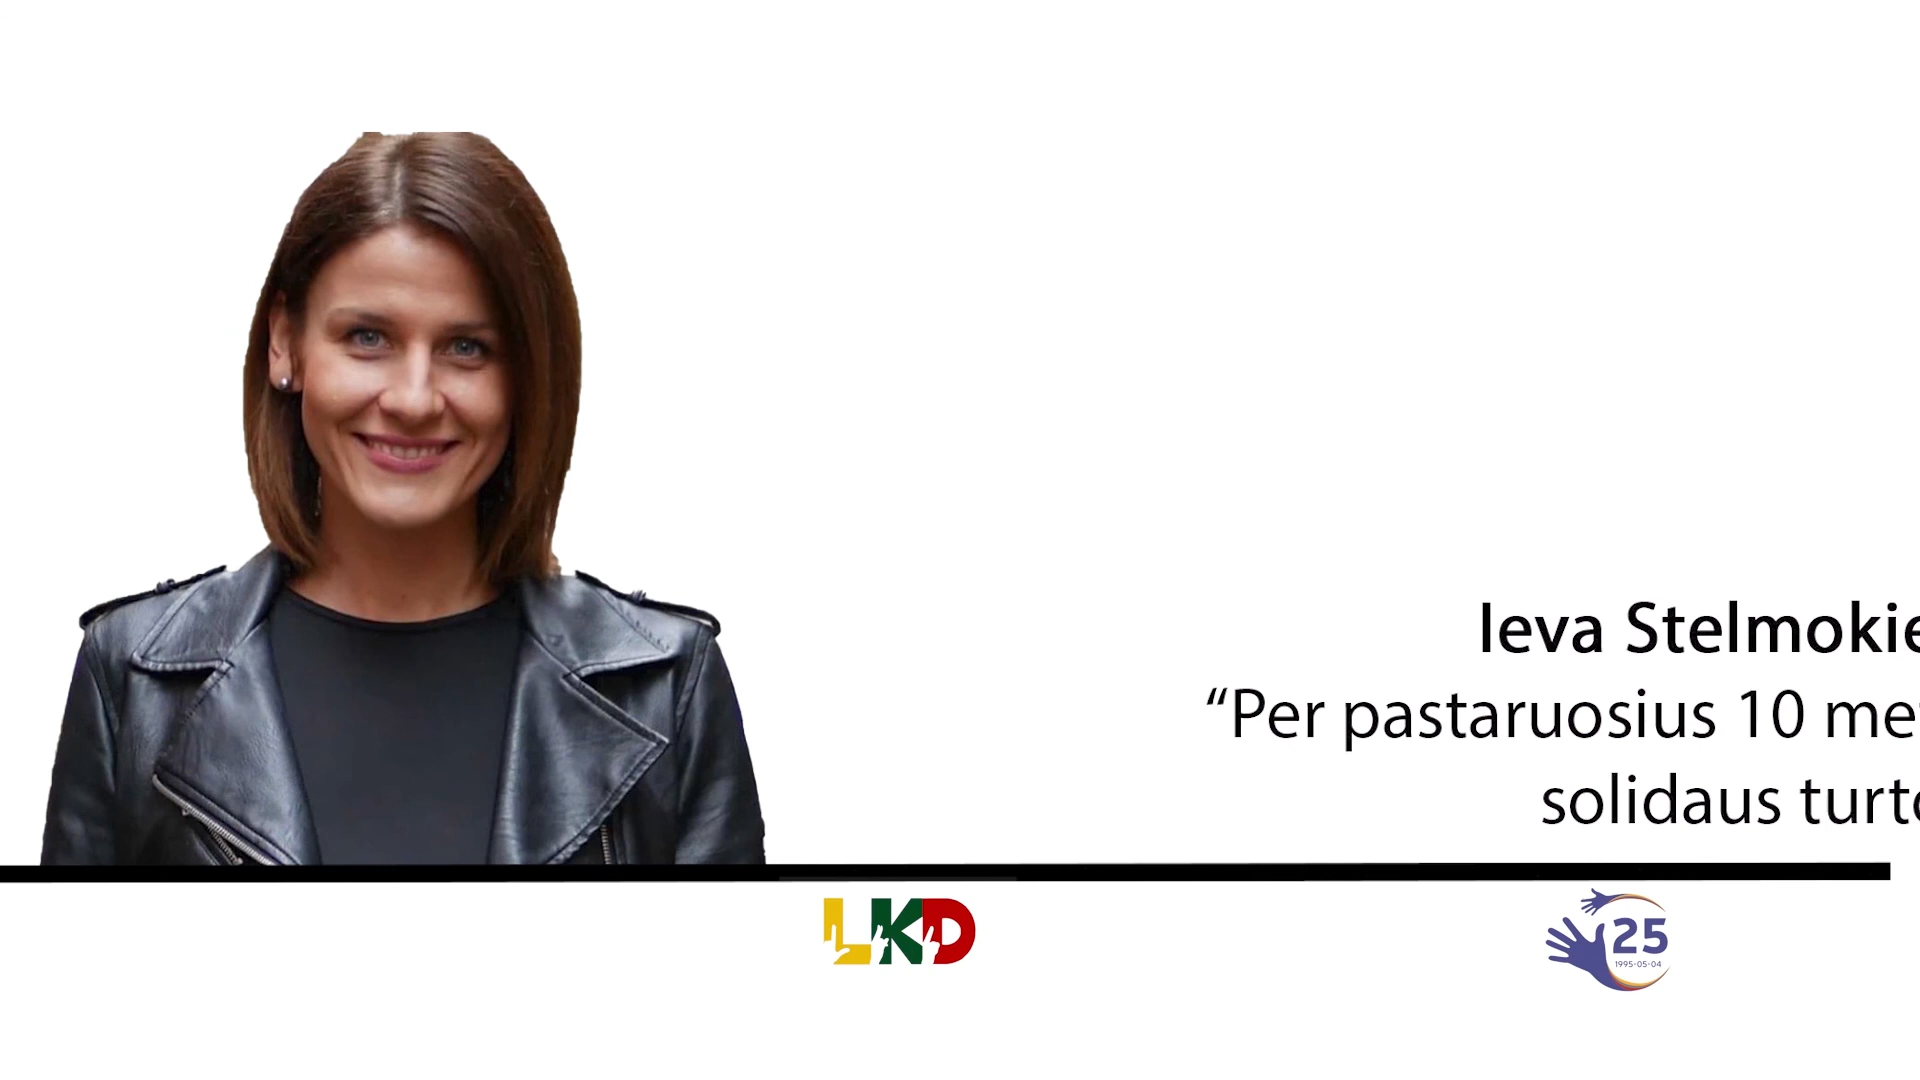 Ieva Stelmokie
“Per pastaruosius 10 me
solidaus turt
LKD
25
1995-05-04